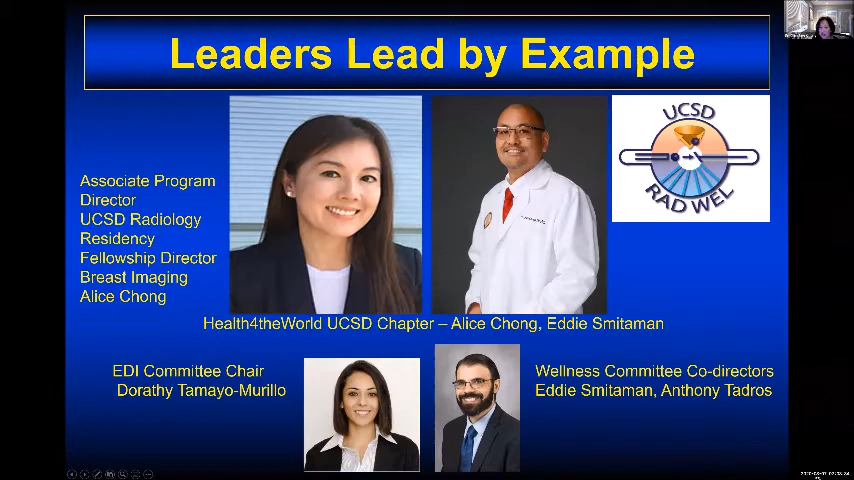 Leaders Lead by Example
UCSD
RAD WEL
Associate Program
Director
UCSD Radiology
Residency
Fellowship Director
Breast Imaging
Alice Chong
Health4theWorld UCSD Chapter – Alice Chong, Eddie Smitaman
EDI Committee Chair
Dorathy Tamayo-Murillo
Wellness Committee Co-directors
Eddie Smitaman, Anthony Tadros